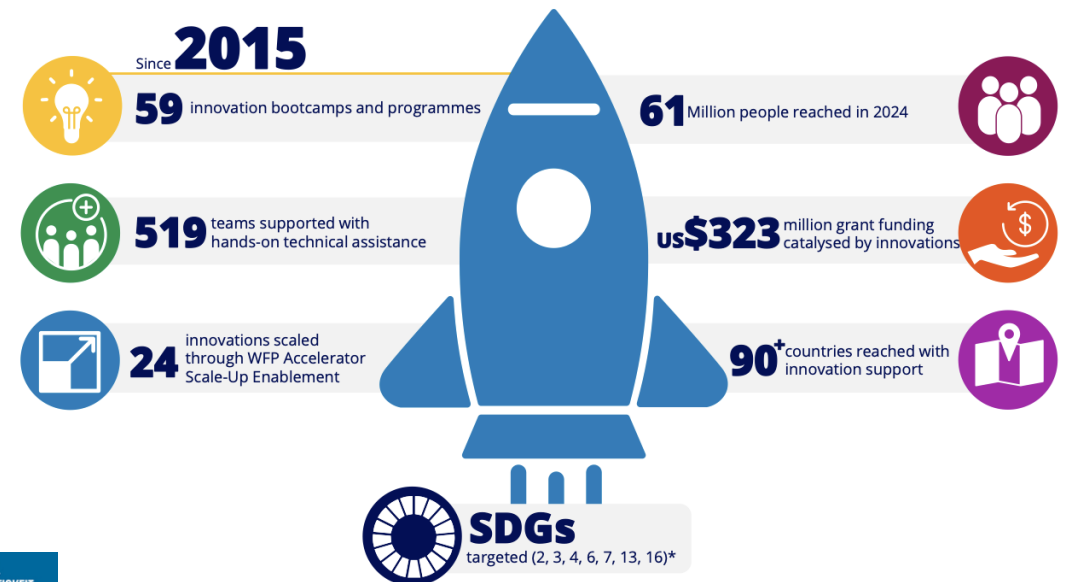 Since 2015
59 innovation bootcamps and programmes
61 Million people reached in 2024
519 teams supported with
hands-on technical assistance
US$323 million grant funding
catalysed by innovations
24 innovations scaled
through WFP Accelerator
Scale-Up Enablement
90+ countries reached with
innovation support
SDGs
targeted (2, 3, 4, 6, 7, 13, 16)*